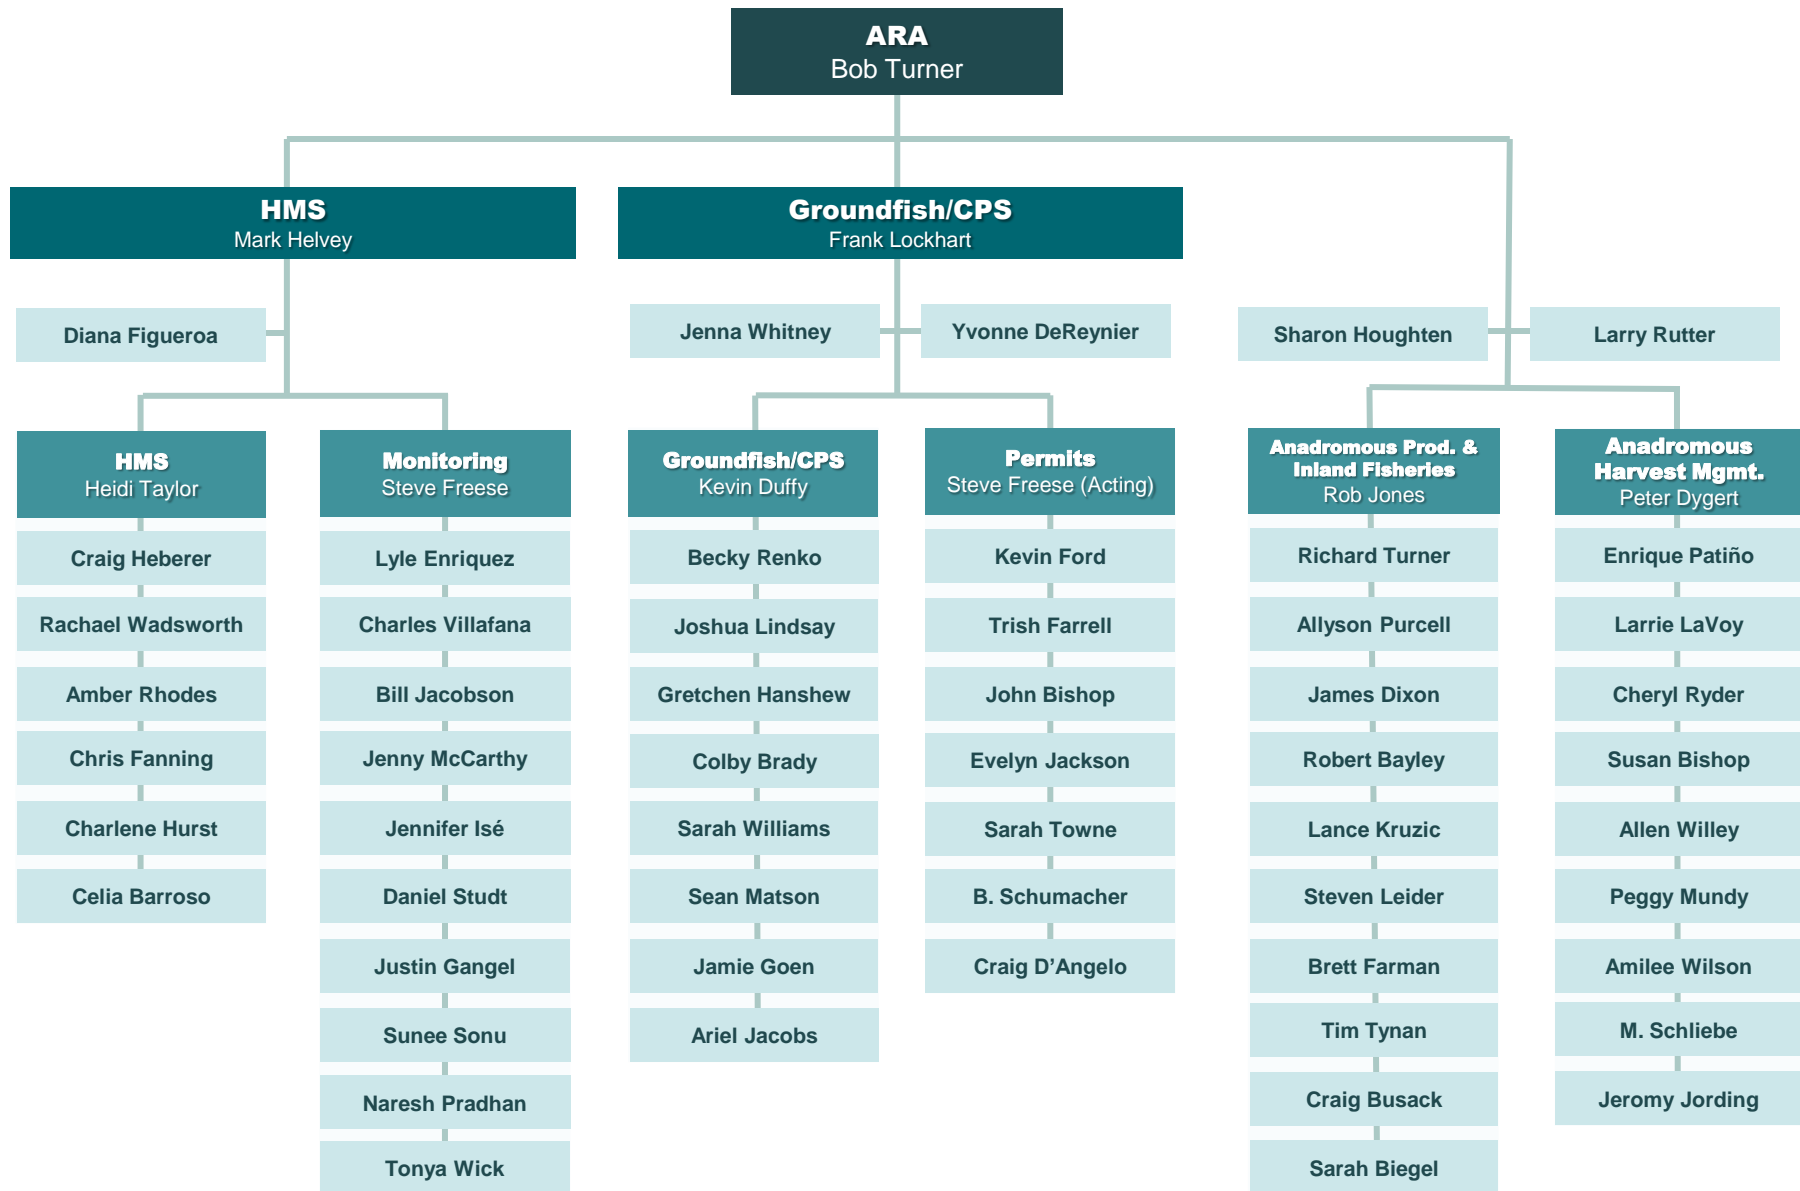 ARA
Bob Turner
HMS
Mark Helvey
Groundfish/CPS
Frank Lockhart
Diana Figueroa
Jenna Whitney
Yvonne DeReynier
Sharon Houghten
Larry Rutter
HMS
Heidi Taylor
Craig Heberer
Rachael Wadsworth
Amber Rhodes
Chris Fanning
Charlene Hurst
Celia Barroso
Monitoring
Steve Freese
Lyle Enriquez
Charles Villafana
Bill Jacobson
Jenny McCarthy
Jennifer Isé
Daniel Studt
Justin Gangel
Sunee Sonu
Naresh Pradhan
Tonya Wick
Groundfish/CPS
Kevin Duffy
Becky Renko
Joshua Lindsay
Gretchen Hanshew
Colby Brady
Sarah Williams
Sean Matson
Jamie Goen
Ariel Jacobs
Permits
Steve Freese (Acting)
Kevin Ford
Trish Farrell
John Bishop
Evelyn Jackson
Sarah Towne
B. Schumacher
Craig D’Angelo
Anadromous Prod. &
Inland Fisheries
Rob Jones
Richard Turner
Allyson Purcell
James Dixon
Robert Bayley
Lance Kruzic
Steven Leider
Brett Farman
Tim Tynan
Craig Busack
Sarah Biegel
Anadromous
Harvest Mgmt.
Peter Dygert
Enrique Patiño
Larrie LaVoy
Cheryl Ryder
Susan Bishop
Allen Willey
Peggy Mundy
Amilee Wilson
M. Schliebe
Jeromy Jording